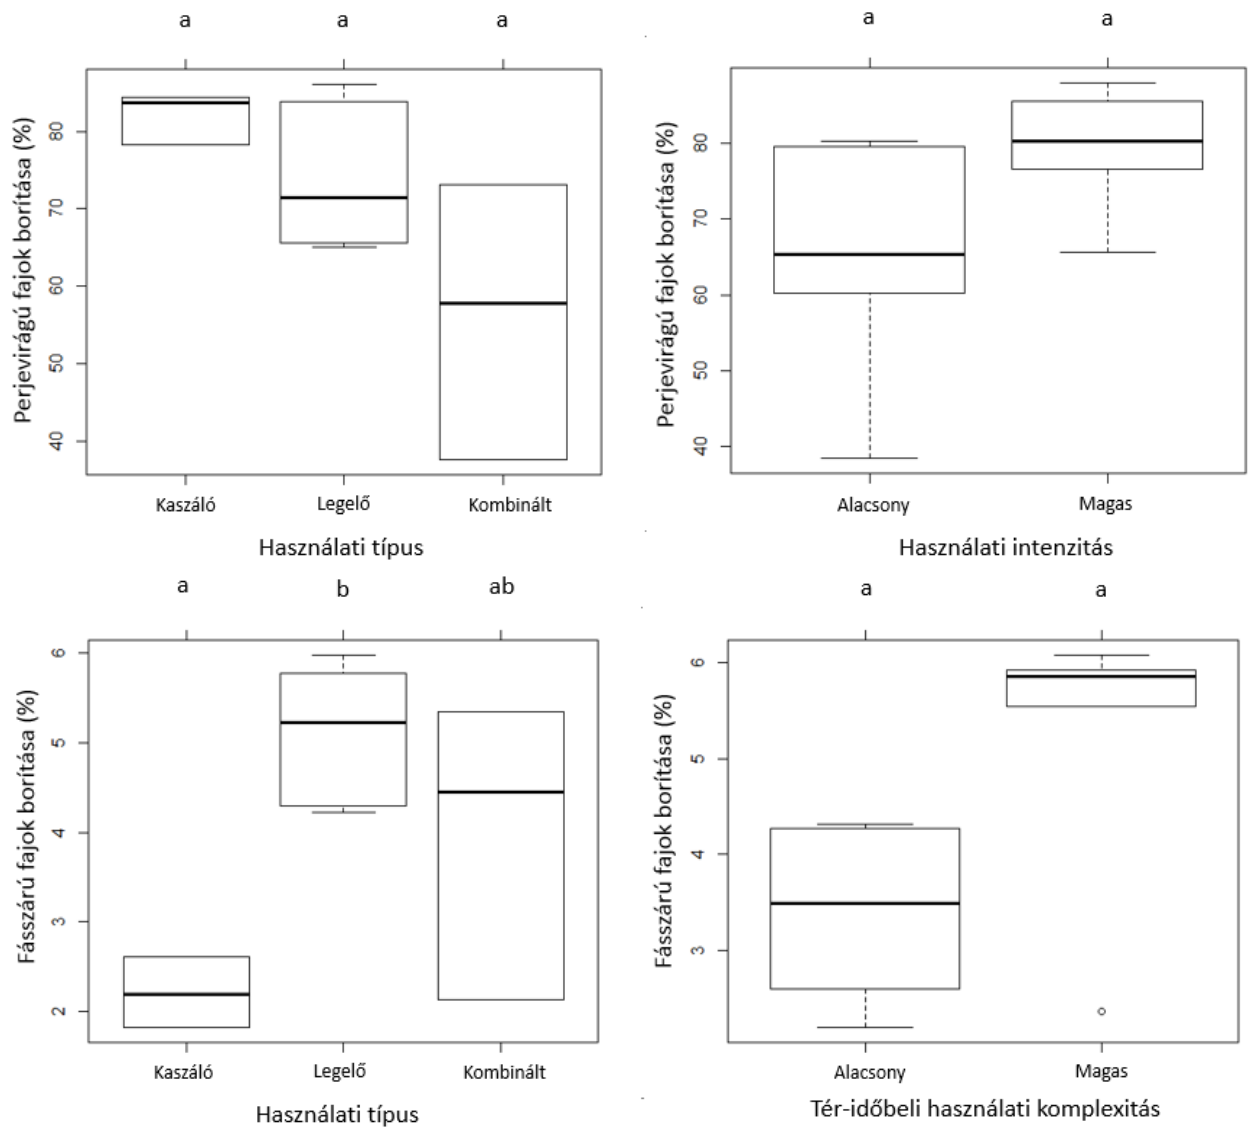 a a a
Perjevirágú fajok borítása (%)
80
70
60
50
40
Kaszáló Legelő Kombinált
Használati típus
a a
Perjevirágú fajok borítása (%)
80
70
60
50
40
Alacsony Magas
Használati intenzitás
a b ab
Fásszárú fajok borítása (%)
6
5
4
3
2
Kaszáló Legelő Kombinált
Használati típus
a a
Fásszárú fajok borítása (%)
6
5
4
3
Alacsony Magas
Tér-időbeli használati komplexitás